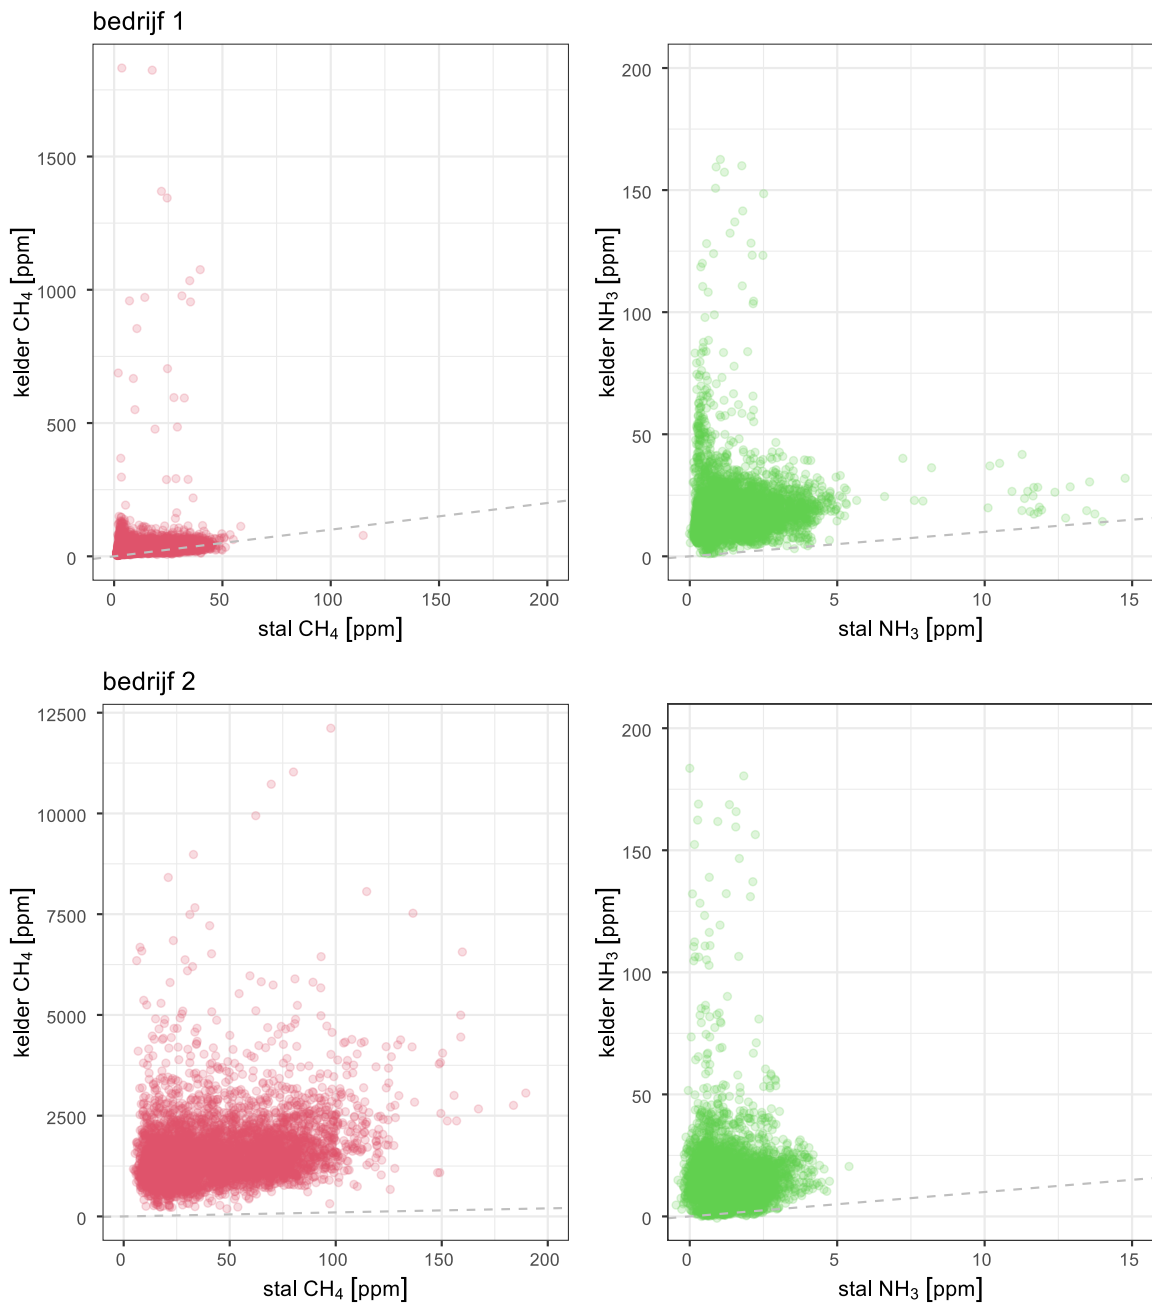 bedrijf 1
kelder CH₄ [ppm]
1500
1000
500
0
0 50 100 150 200
stal CH₄ [ppm]
kelder NH₃ [ppm]
200
150
100
50
0
0 5 10 15
stal NH₃ [ppm]
bedrijf 2
kelder CH₄ [ppm]
12500
10000
7500
5000
2500
0
0 50 100 150 200
stal CH₄ [ppm]
kelder NH₃ [ppm]
200
150
100
50
0
0 5 10 15
stal NH₃ [ppm]